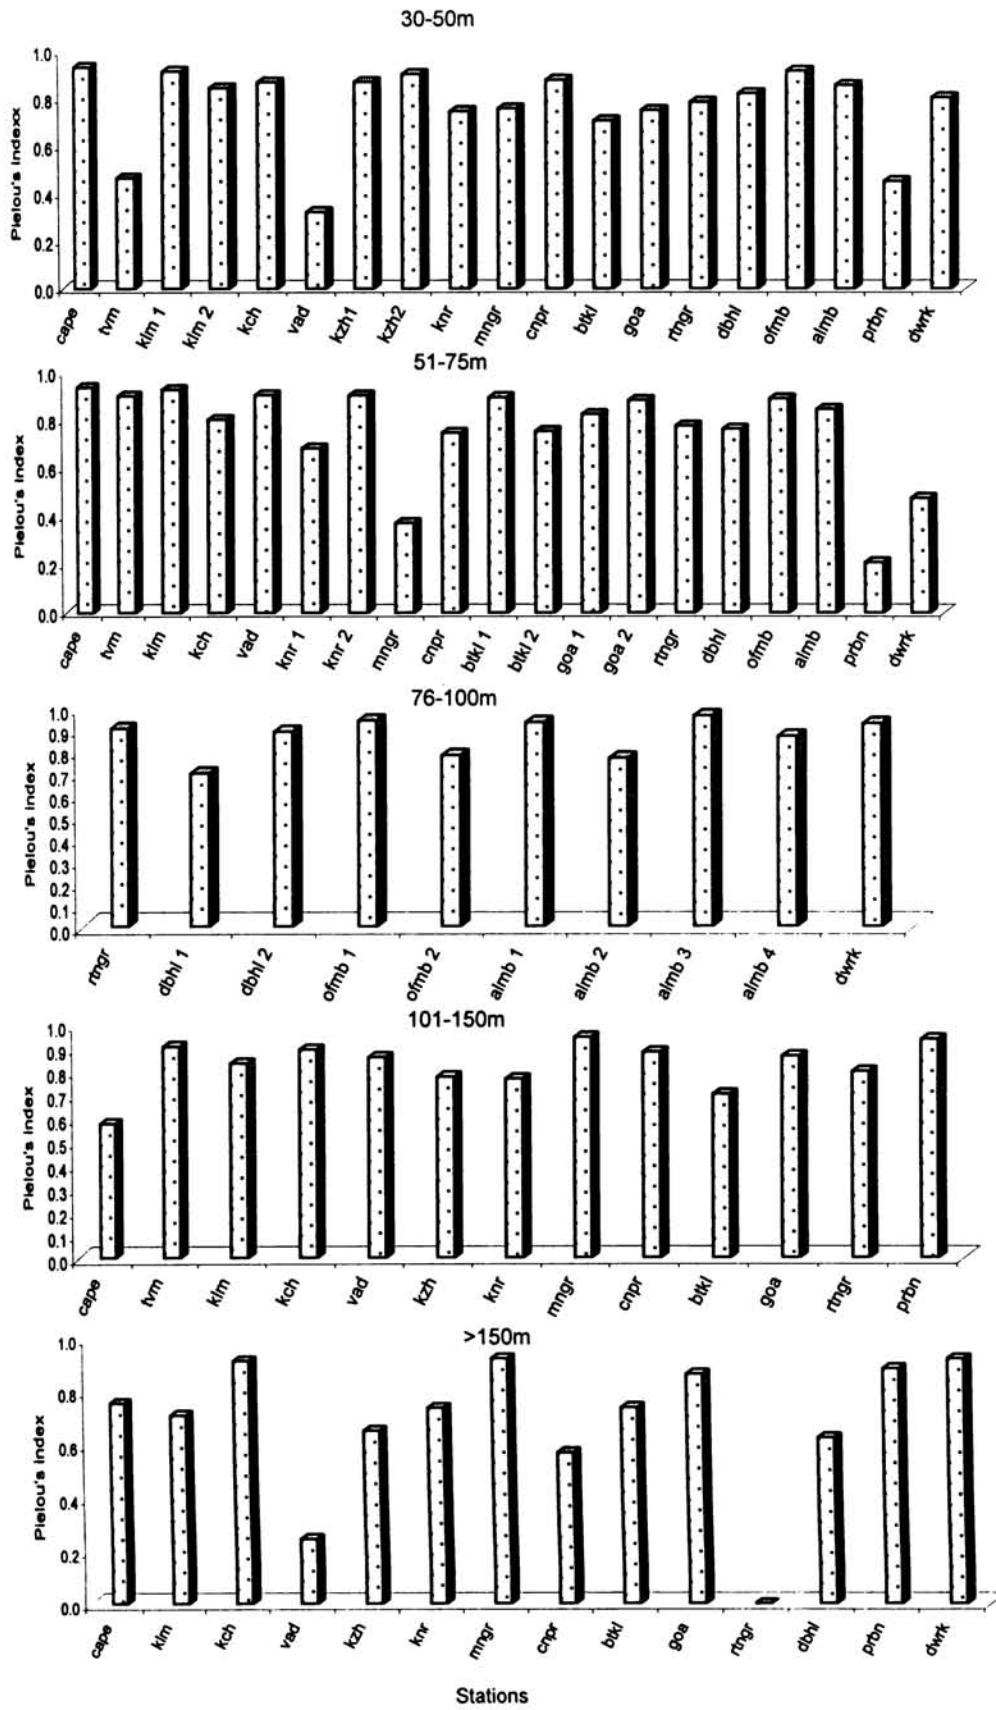 30-50m
Pielou's indexx
1.0
0.8
0.6
0.4
0.2
0.0
cape tvm klm 1 klm 2 kch vad kzh1 kzh2 knr mngr cnpr btkl goa rtngr dbhl ofmb almb prbn dwrk
51-75m
Pielou's index
1.0
0.8
0.6
0.4
0.2
0.0
cape tvm klm kch vad knr 1 knr 2 mngr cnpr btkl 1 btkl 2 goa 1 goa 2 rtngr dbhl ofmb almb prbn dwrk
76-100m
Pielou's index
1.0
0.9
0.8
0.7
0.6
0.5
0.4
0.3
0.2
0.1
0.0
rtngr dbhl 1 dbhl 2 ofmb 1 ofmb 2 almb 1 almb 2 almb 3 almb 4 dwrk
101-150m
Pielou's index
1.0
0.9
0.8
0.7
0.6
0.5
0.4
0.3
0.2
0.1
0.0
cape tvm klm kch vad kzh knr mngr cnpr btkl goa rtngr prbn
>150m
Pielou's index
1.0
0.8
0.6
0.4
0.2
0.0
cape klm kch vad kzh knr mngr cnpr btkl goa rtngr dbhl prbn dwrk
Stations